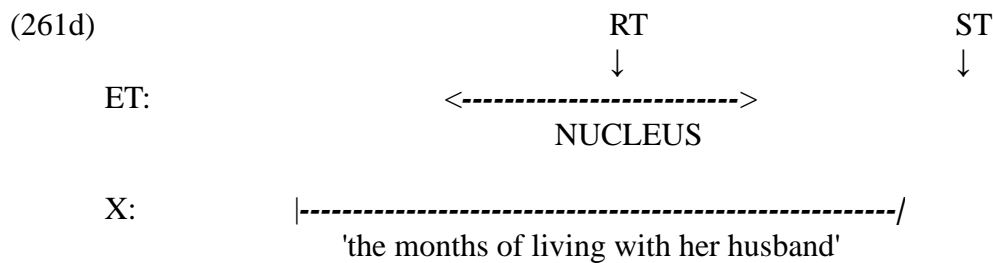 (261d) RT ST
↓ ↓
ET: <-------------------------->
NUCLEUS
X: |--------------------------------------------------------/
'the months of living with her husband'